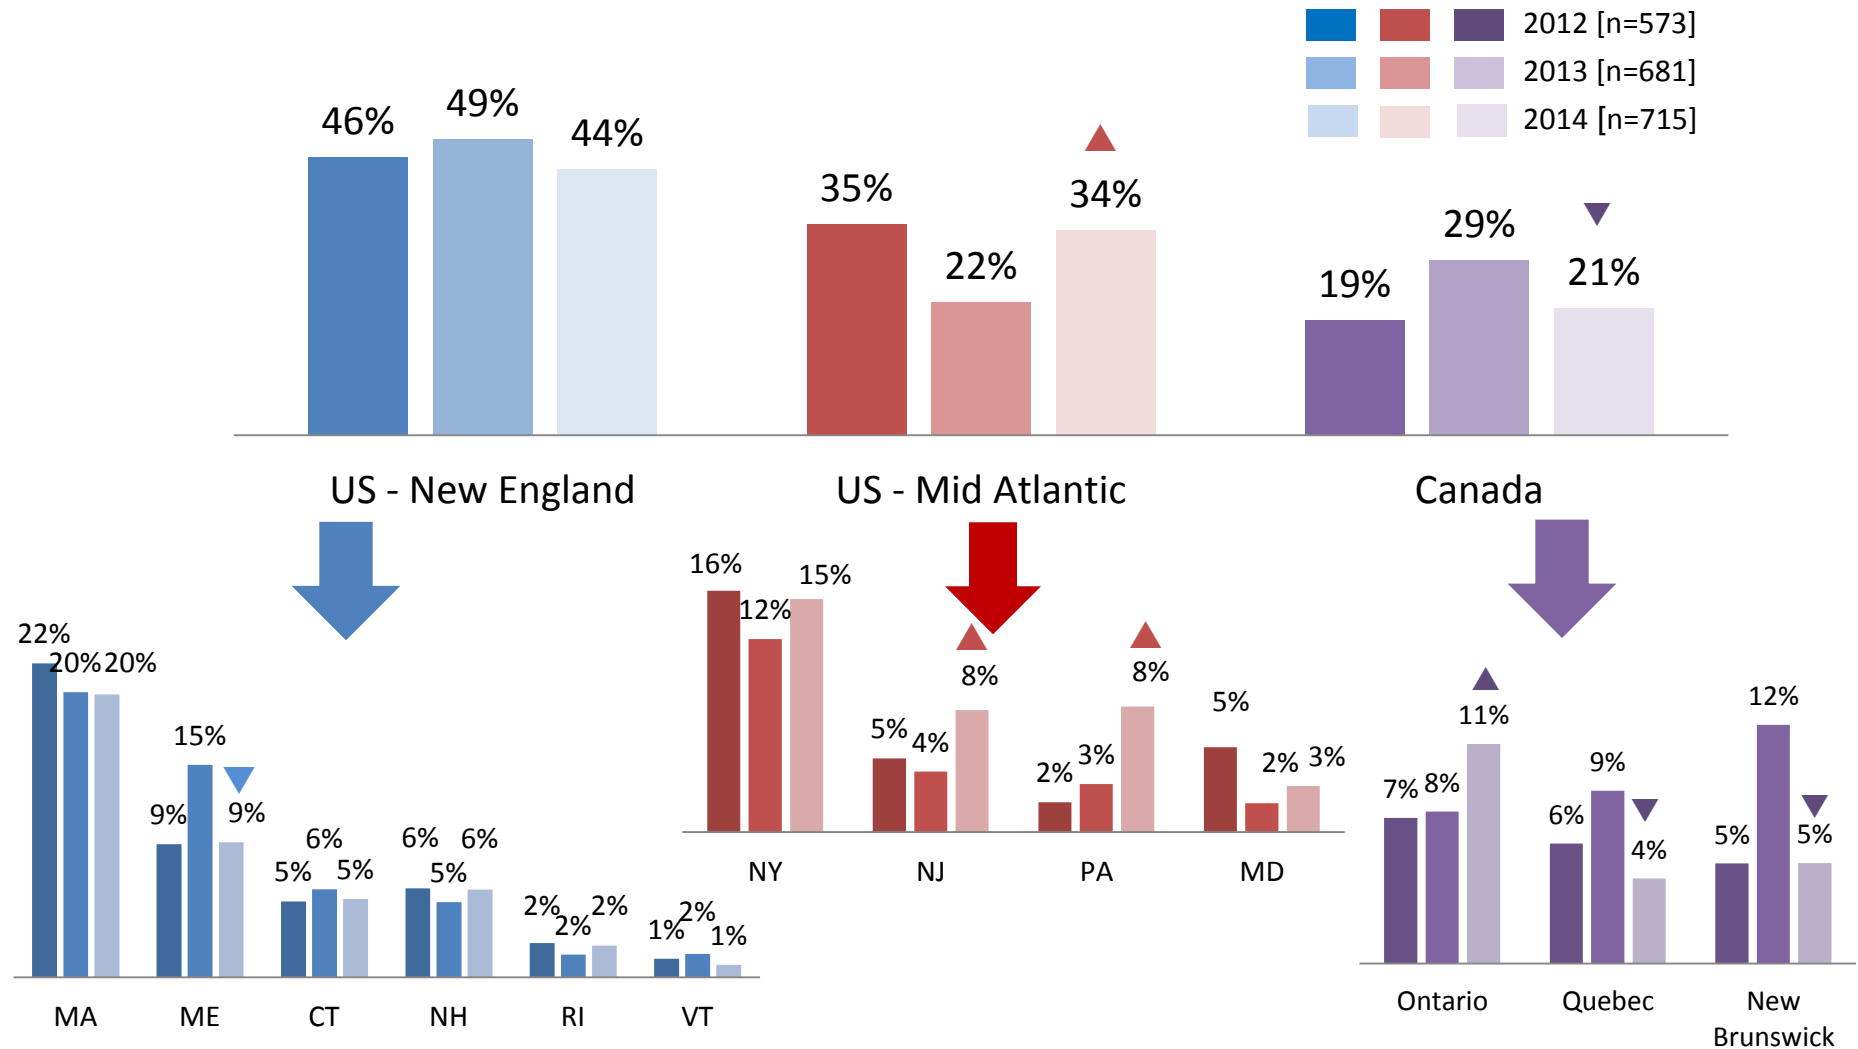 2012 [n=573]
2013 [n=681]
2014 [n=715]
46% 49% 44%
35% 22% 34%
19% 29% 21%
US - New England
US - Mid Atlantic
Canada
22% 20% 20%
9% 15% 9%
5% 6% 5%
6% 5% 6%
2% 2% 2%
1% 2% 1%
MA ME CT NH RI VT
16% 12% 15%
5% 4% 8%
2% 3% 8%
5% 2% 3%
NY NJ PA MD
7% 8% 11%
6% 9% 4%
5% 12% 5%
Ontario Quebec New
Brunswick